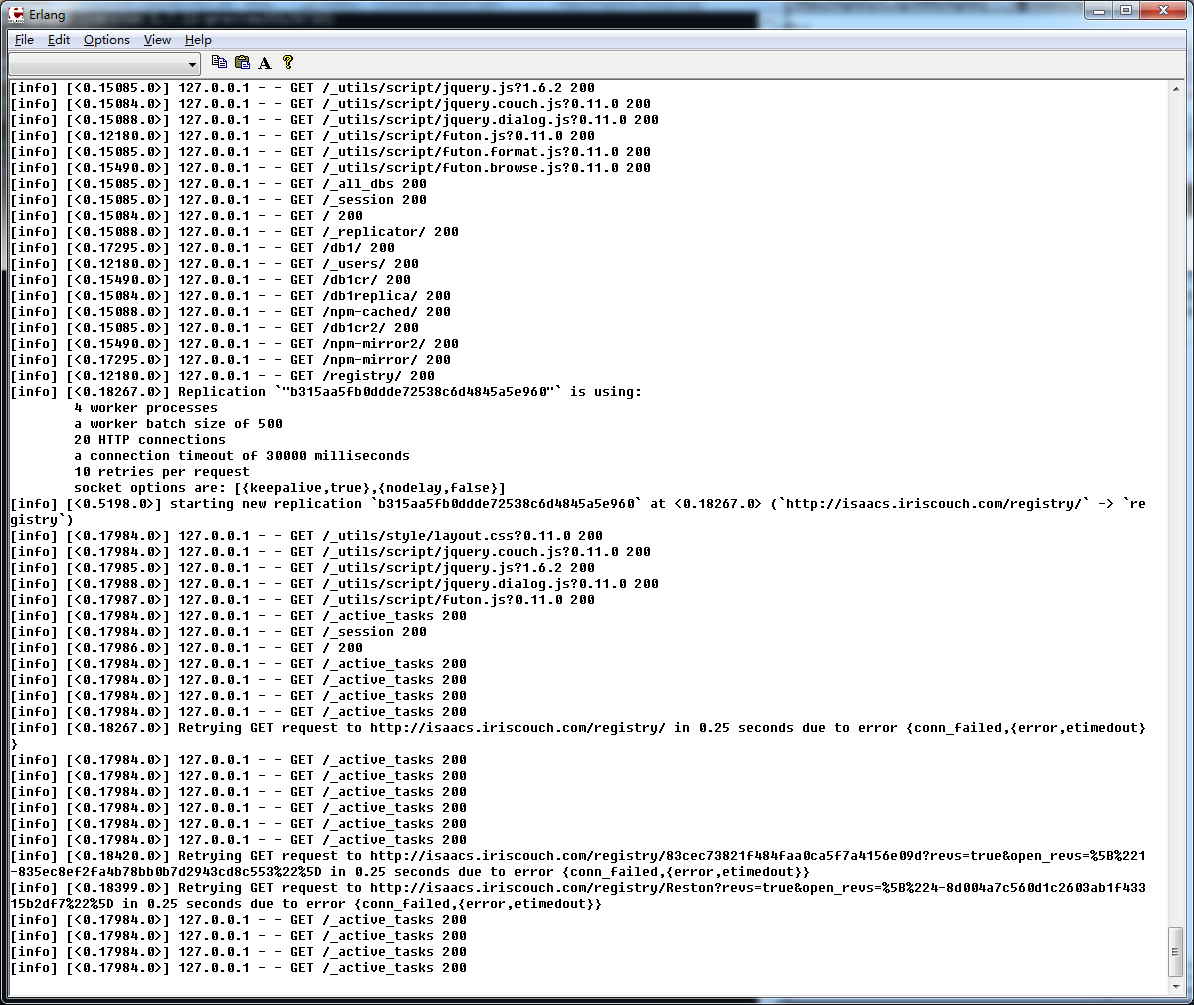 Erlang
File Edit Options View Help
[info] [<0.15085.0>] 127.0.0.1 - - GET /_utils/script/jquery.js?1.6.2 200
[info] [<0.15084.0>] 127.0.0.1 - - GET /_utils/script/jquery.couch.js?0.11.0 200
[info] [<0.15088.0>] 127.0.0.1 - - GET /_utils/script/jquery.dialog.js?0.11.0 200
[info] [<0.12180.0>] 127.0.0.1 - - GET /_utils/script/futon.js?0.11.0 200
[info] [<0.15085.0>] 127.0.0.1 - - GET /_utils/script/futon.format.js?0.11.0 200
[info] [<0.15490.0>] 127.0.0.1 - - GET /_utils/script/futon.browse.js?0.11.0 200
[info] [<0.15085.0>] 127.0.0.1 - - GET /_all_dbs 200
[info] [<0.15085.0>] 127.0.0.1 - - GET /_session 200
[info] [<0.15084.0>] 127.0.0.1 - - GET / 200
[info] [<0.15088.0>] 127.0.0.1 - - GET /_replicator/ 200
[info] [<0.17295.0>] 127.0.0.1 - - GET /db1/ 200
[info] [<0.12180.0>] 127.0.0.1 - - GET /_users/ 200
[info] [<0.15490.0>] 127.0.0.1 - - GET /db1cr/ 200
[info] [<0.15084.0>] 127.0.0.1 - - GET /db1replica/ 200
[info] [<0.15088.0>] 127.0.0.1 - - GET /npm-cached/ 200
[info] [<0.15085.0>] 127.0.0.1 - - GET /db1cr2/ 200
[info] [<0.15490.0>] 127.0.0.1 - - GET /npm-mirror2/ 200
[info] [<0.17295.0>] 127.0.0.1 - - GET /npm-mirror/ 200
[info] [<0.12180.0>] 127.0.0.1 - - GET /registry/ 200
[info] [<0.18267.0>] Replication `"b315aa5fb0ddde72538c6d4845a5e960"` is using:
4 worker processes
a worker batch size of 500
20 HTTP connections
a connection timeout of 30000 milliseconds
10 retries per request
socket options are: [{keepalive,true},{nodelay,false}]
[info] [<0.5198.0>] starting new replication `b315aa5fb0ddde72538c6d4845a5e960` at <0.18267.0> (`http://isaacs.iriscouch.com/registry/` -> `re
gistry`)
[info] [<0.17984.0>] 127.0.0.1 - - GET /_utils/style/layout.css?0.11.0 200
[info] [<0.17984.0>] 127.0.0.1 - - GET /_utils/script/jquery.couch.js?0.11.0 200
[info] [<0.17985.0>] 127.0.0.1 - - GET /_utils/script/jquery.js?1.6.2 200
[info] [<0.17988.0>] 127.0.0.1 - - GET /_utils/script/jquery.dialog.js?0.11.0 200
[info] [<0.17987.0>] 127.0.0.1 - - GET /_utils/script/futon.js?0.11.0 200
[info] [<0.17984.0>] 127.0.0.1 - - GET /_active_tasks 200
[info] [<0.17984.0>] 127.0.0.1 - - GET /_session 200
[info] [<0.17986.0>] 127.0.0.1 - - GET / 200
[info] [<0.17984.0>] 127.0.0.1 - - GET /_active_tasks 200
[info] [<0.17984.0>] 127.0.0.1 - - GET /_active_tasks 200
[info] [<0.17984.0>] 127.0.0.1 - - GET /_active_tasks 200
[info] [<0.17984.0>] 127.0.0.1 - - GET /_active_tasks 200
[info] [<0.18267.0>] Retrying GET request to http://isaacs.iriscouch.com/registry/ in 0.25 seconds due to error {conn_failed,{error,etimedout}
}
[info] [<0.17984.0>] 127.0.0.1 - - GET /_active_tasks 200
[info] [<0.17984.0>] 127.0.0.1 - - GET /_active_tasks 200
[info] [<0.17984.0>] 127.0.0.1 - - GET /_active_tasks 200
[info] [<0.17984.0>] 127.0.0.1 - - GET /_active_tasks 200
[info] [<0.17984.0>] 127.0.0.1 - - GET /_active_tasks 200
[info] [<0.17984.0>] 127.0.0.1 - - GET /_active_tasks 200
[info] [<0.18420.0>] Retrying GET request to http://isaacs.iriscouch.com/registry/83cec73821f484faa0ca5f7a4156e09d?revs=true&open_revs=%5B%221
-835ec8ef2fa4b78bb0b7d2943cd8c553%22%5D in 0.25 seconds due to error {conn_failed,{error,etimedout}}
[info] [<0.18399.0>] Retrying GET request to http://isaacs.iriscouch.com/registry/Reston?revs=true&open_revs=%5B%224-8d004a7c560d1c2603ab1f433
15b2df7%22%5D in 0.25 seconds due to error {conn_failed,{error,etimedout}}
[info] [<0.17984.0>] 127.0.0.1 - - GET /_active_tasks 200
[info] [<0.17984.0>] 127.0.0.1 - - GET /_active_tasks 200
[info] [<0.17984.0>] 127.0.0.1 - - GET /_active_tasks 200
[info] [<0.17984.0>] 127.0.0.1 - - GET /_active_tasks 200